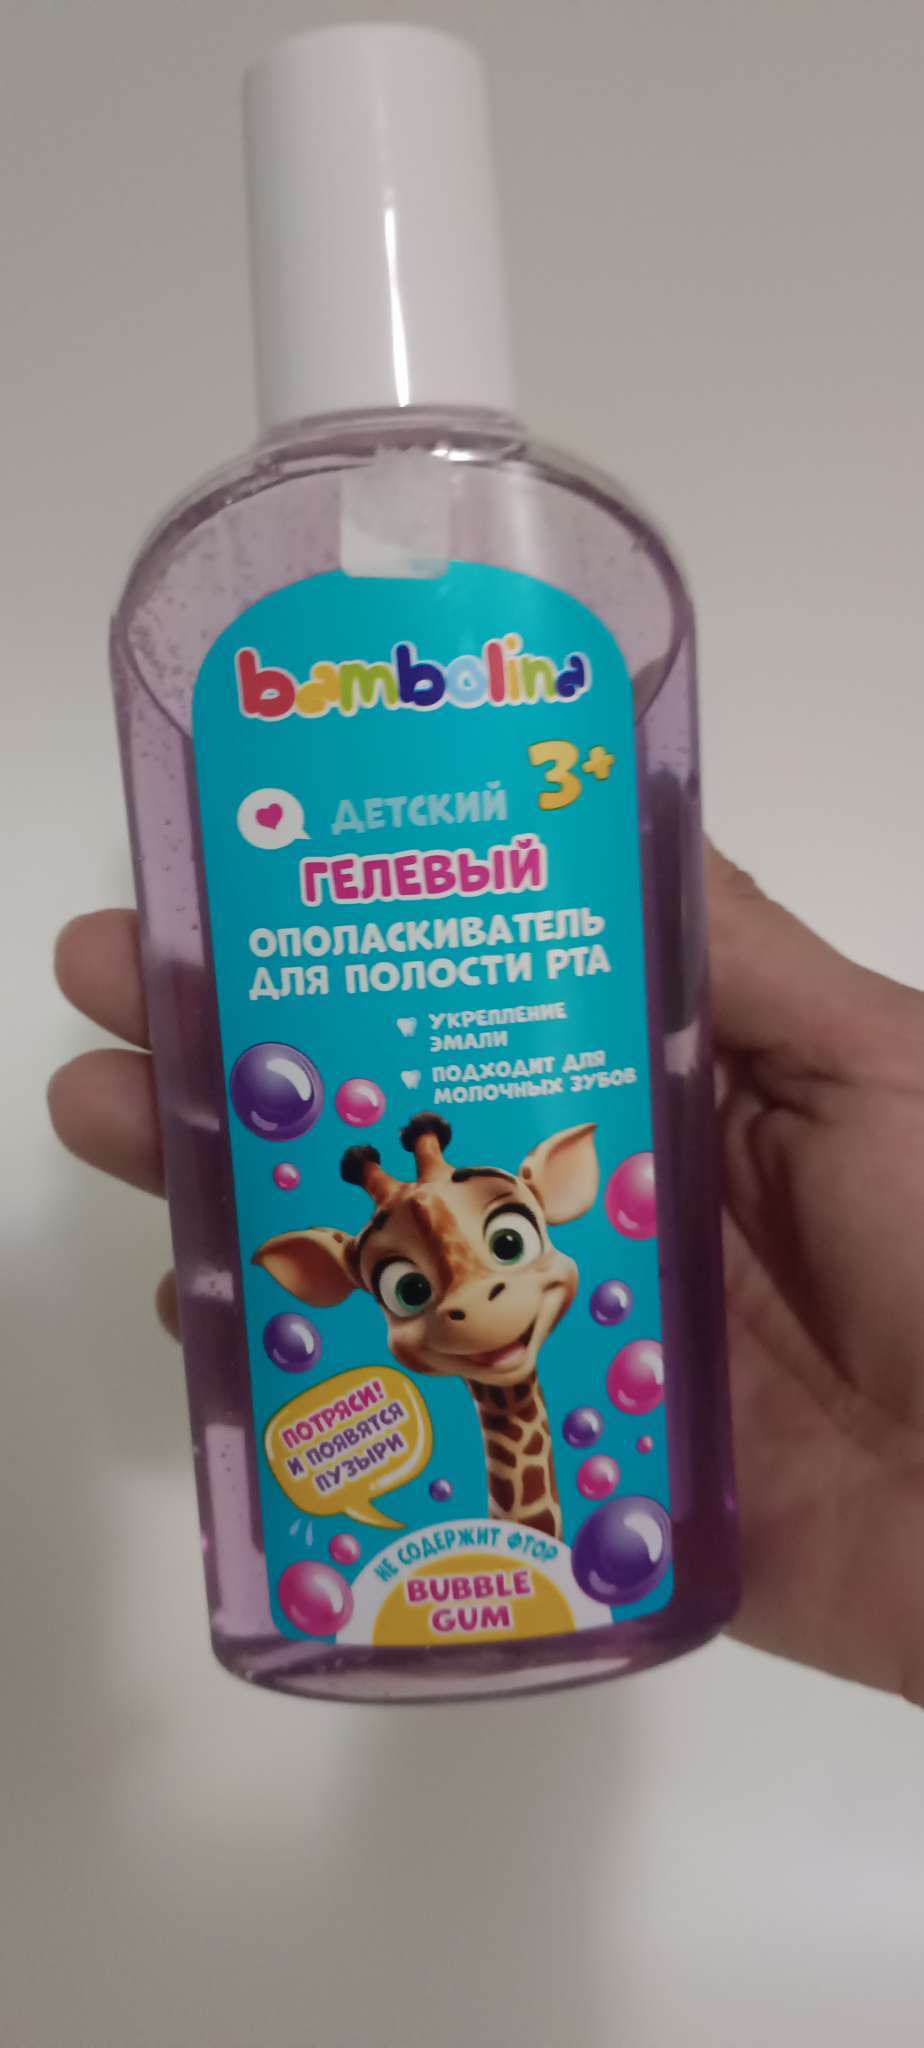 bambolina
3+
ДЕТСКИЙ
ГЕЛЕВЫЙ
ОПОЛАСКИВАТЕЛЬ
ДЛЯ ПОЛОСТИ РТА
УКРЕПЛЕНИЕ
ЭМАЛИ
ПОДХОДИТ ДЛЯ
МОЛОЧНЫХ ЗУБОВ
ПОТРЯСИ!
И ПОЯВЯТСЯ
ПУЗЫРИ
НЕ СОДЕРЖИТ ФТОР
BUBBLE
GUM